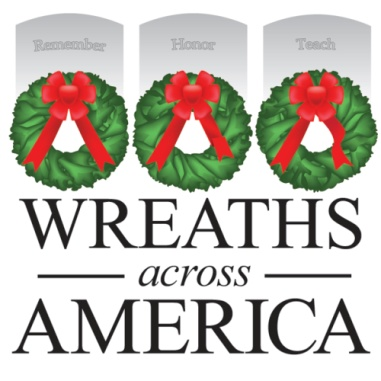 Remember Honor Teach
WREATHS
across
AMERICA